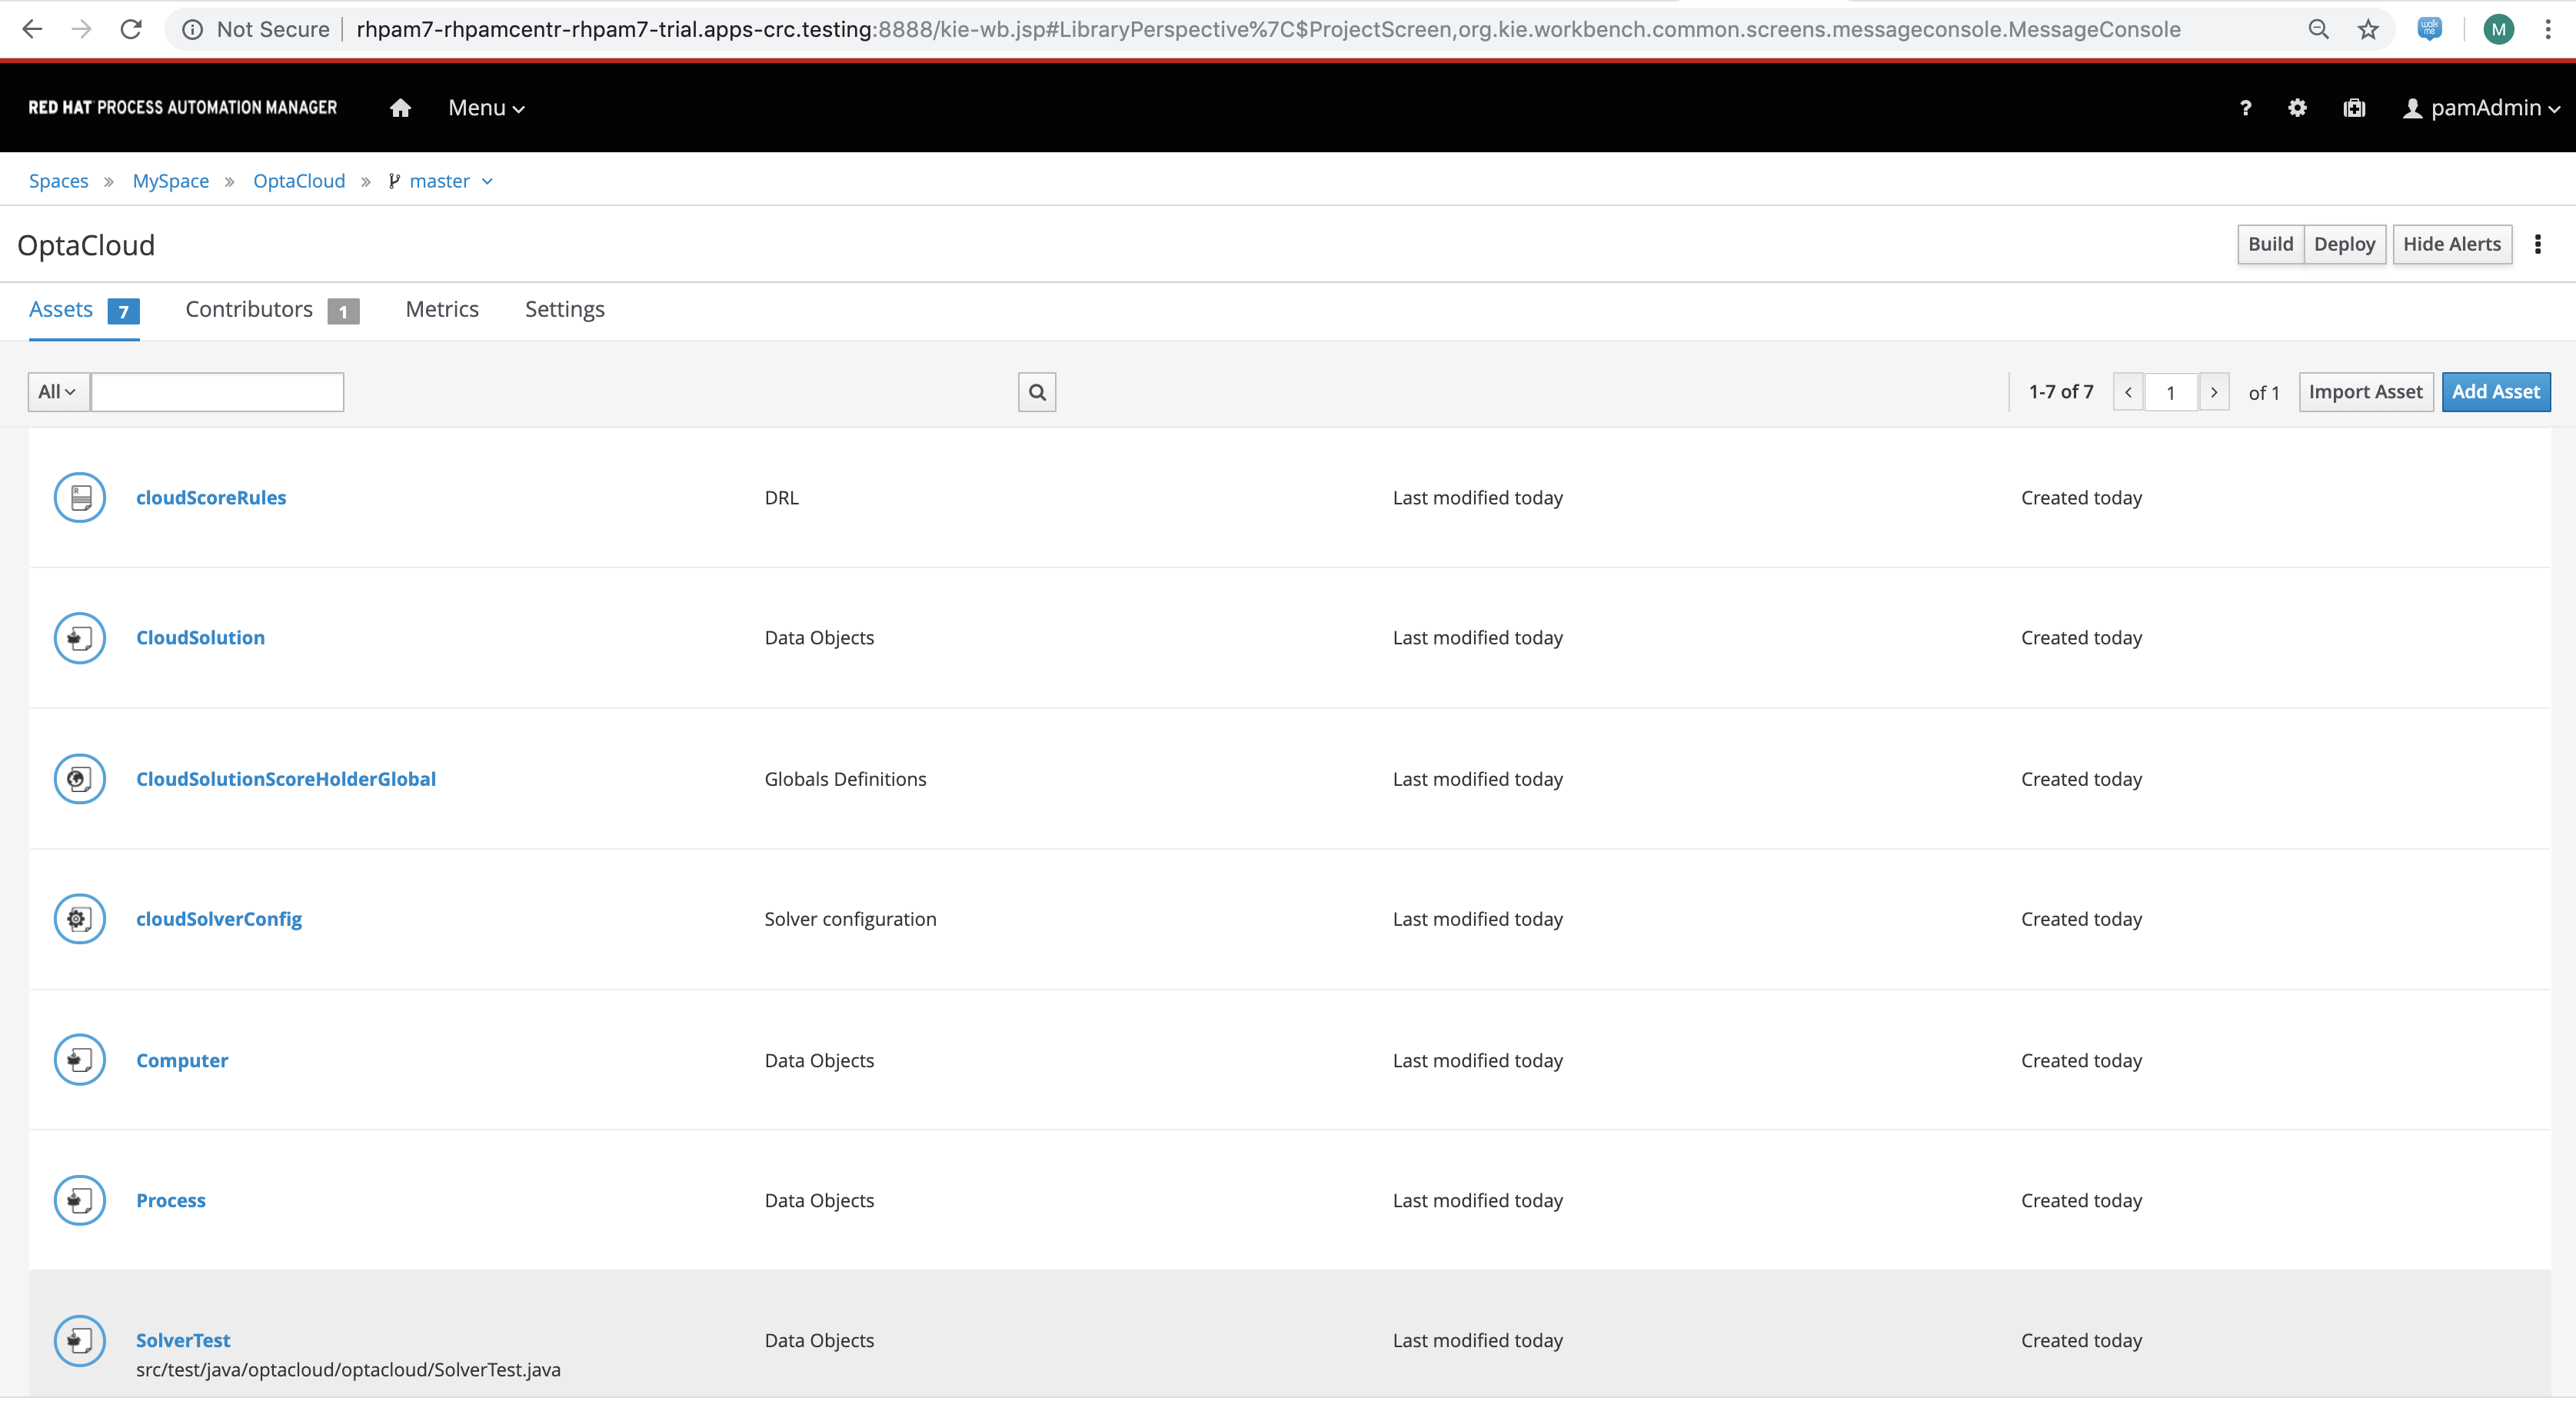 Not Secure rhpam7-rhpamcentr-rhpam7-trial.apps-crc.testing:8888/kie-wb.jsp#LibraryPerspective%7C$ProjectScreen,org.kie.workbench.common.screens.messageconsole.MessageConsole
walk me
M
RED HAT PROCESS AUTOMATION MANAGER Menu ? pamAdmin
Spaces » MySpace » OptaCloud » master
OptaCloud Build Deploy Hide Alerts
Assets 7 Contributors 1 Metrics Settings
All 1-7 of 7 < 1 > of 1 Import Asset Add Asset
cloudScoreRules DRL Last modified today Created today
CloudSolution Data Objects Last modified today Created today
CloudSolutionScoreHolderGlobal Globals Definitions Last modified today Created today
cloudSolverConfig Solver configuration Last modified today Created today
Computer Data Objects Last modified today Created today
Process Data Objects Last modified today Created today
SolverTest Data Objects Last modified today Created today
src/test/java/optacloud/optacloud/SolverTest.java